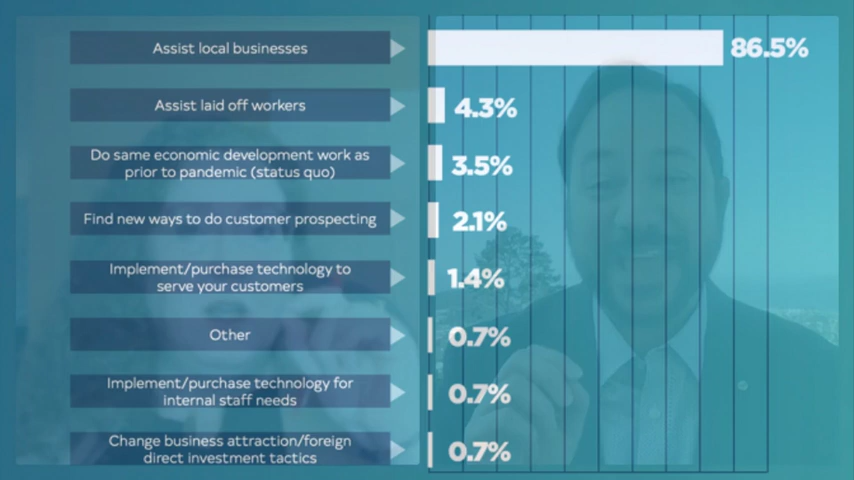 Assist local businesses
86.5%
Assist laid off workers
4.3%
Do same economic development work as
prior to pandemic (status quo)
3.5%
Find new ways to do customer prospecting
2.1%
Implement/purchase technology to
serve your customers
1.4%
Other
0.7%
Implement/purchase technology for
internal staff needs
0.7%
Change business attraction/foreign
direct investment tactics
0.7%